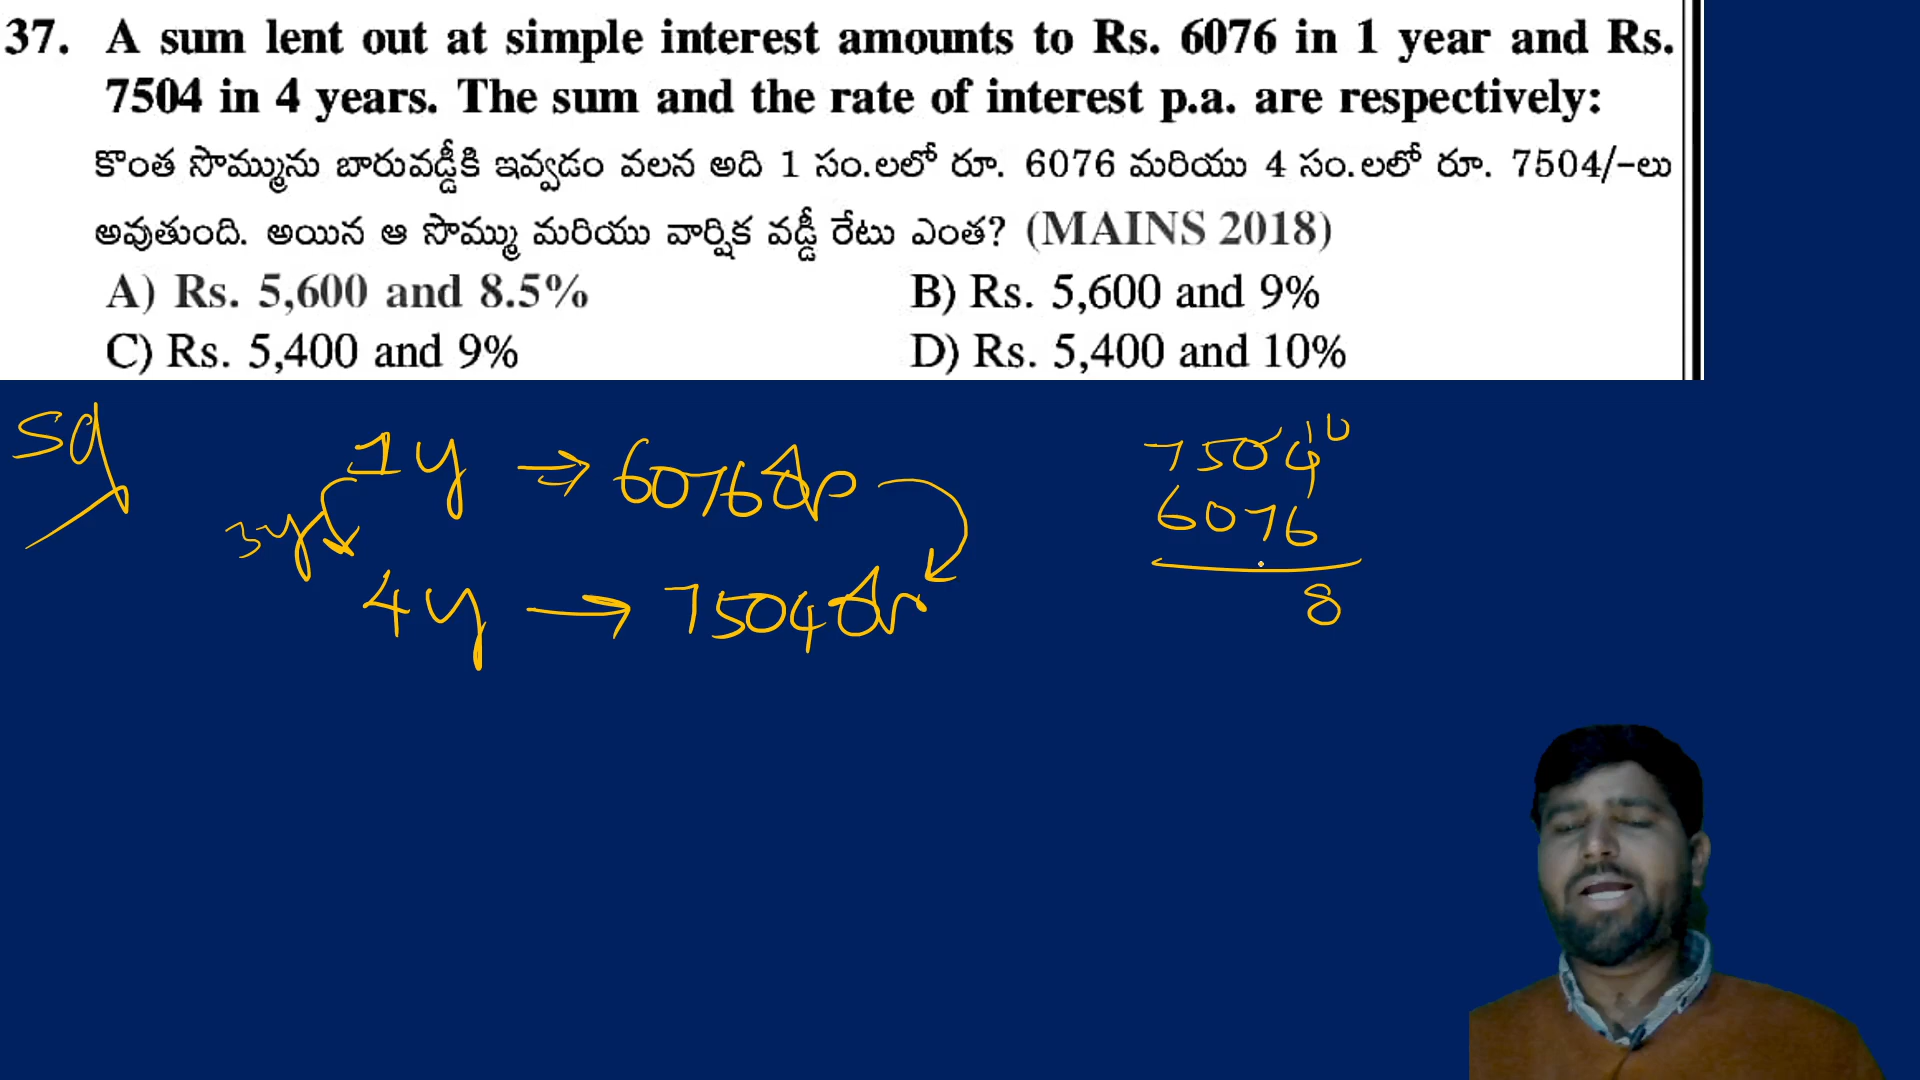 37. A sum lent out at simple interest amounts to Rs. 6076 in 1 year and Rs.
7504 in 4 years. The sum and the rate of interest p.a. are respectively:
కొంత సొమ్మును బారువడ్డీకి ఇవ్వడం వలన అది 1 సం.లలో రూ. 6076 మరియు 4 సం.లలో రూ. 7504/-లు
అవుతుంది. అయిన ఆ సొమ్ము మరియు వార్షిక వడ్డీ రేటు ఎంత? (MAINS 2018)
A) Rs. 5,600 and 8.5% B) Rs. 5,600 and 9%
C) Rs. 5,400 and 9% D) Rs. 5,400 and 10%
1y ⇒ 6076
3y
4y → 7504
7504
6076
8